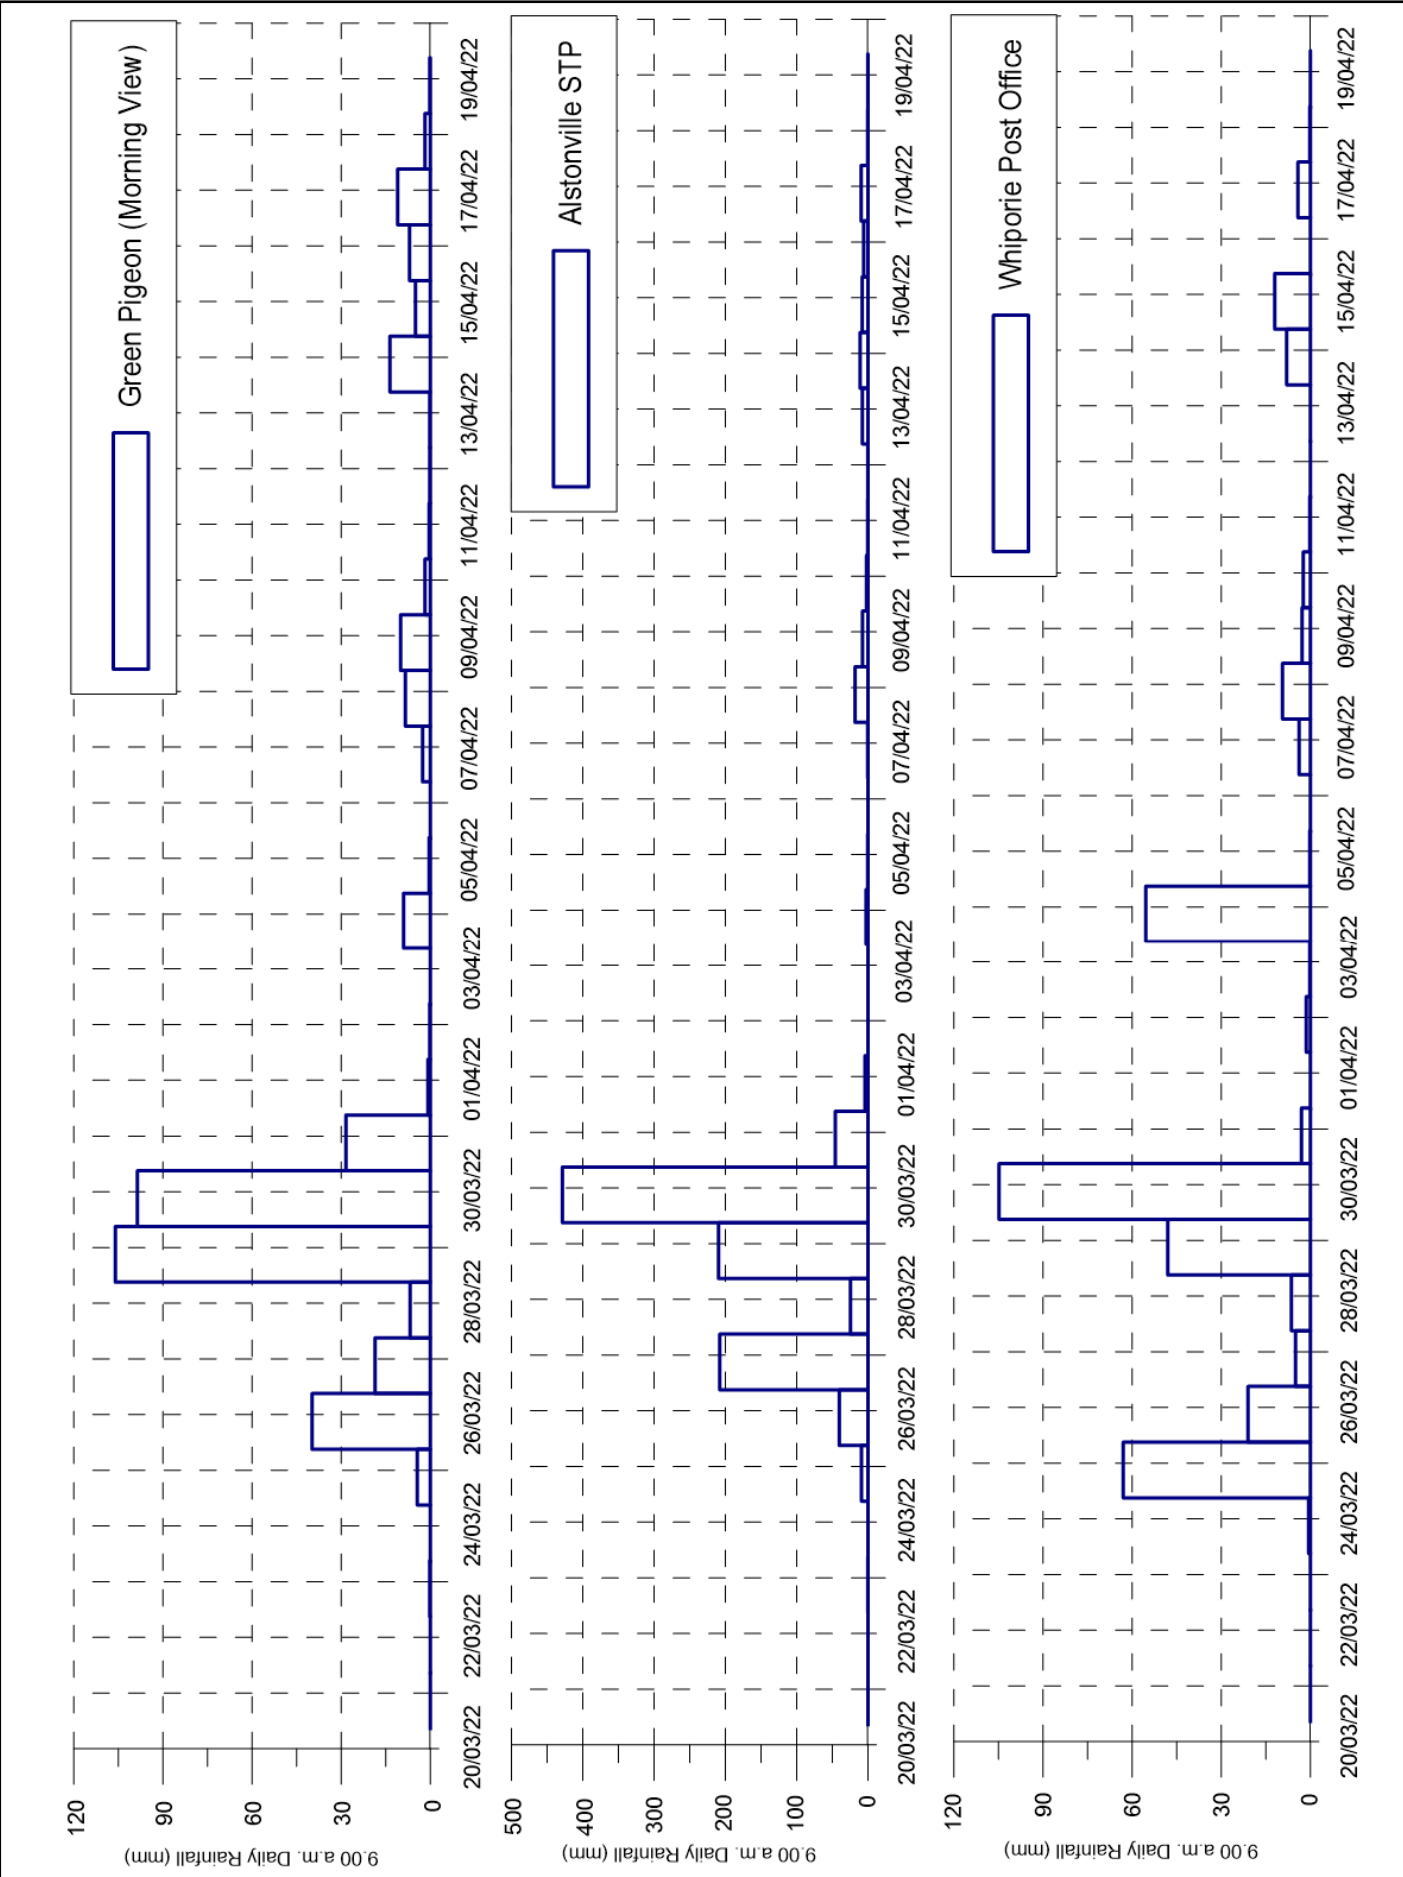 Green Pigeon (Morning View)
9.00 a.m. Daily Rainfall (mm)
120
90
60
30
0
20/03/22 22/03/22 24/03/22 26/03/22 28/03/22 30/03/22 01/04/22 03/04/22 05/04/22 07/04/22 09/04/22 11/04/22 13/04/22 15/04/22 17/04/22 19/04/22
Alstonville STP
9.00 a.m. Daily Rainfall (mm)
500
400
300
200
100
0
20/03/22 22/03/22 24/03/22 26/03/22 28/03/22 30/03/22 01/04/22 03/04/22 05/04/22 07/04/22 09/04/22 11/04/22 13/04/22 15/04/22 17/04/22 19/04/22
Whiporie Post Office
9.00 a.m. Daily Rainfall (mm)
120
90
60
30
0
20/03/22 22/03/22 24/03/22 26/03/22 28/03/22 30/03/22 01/04/22 03/04/22 05/04/22 07/04/22 09/04/22 11/04/22 13/04/22 15/04/22 17/04/22 19/04/22